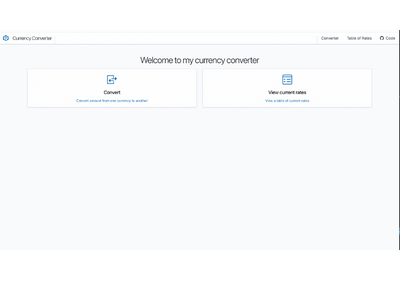 Currency Converter
Converter Table of Rates Code
Welcome to my currency converter
Convert
Convert amount from one currency to another
View current rates
View a table of current rates